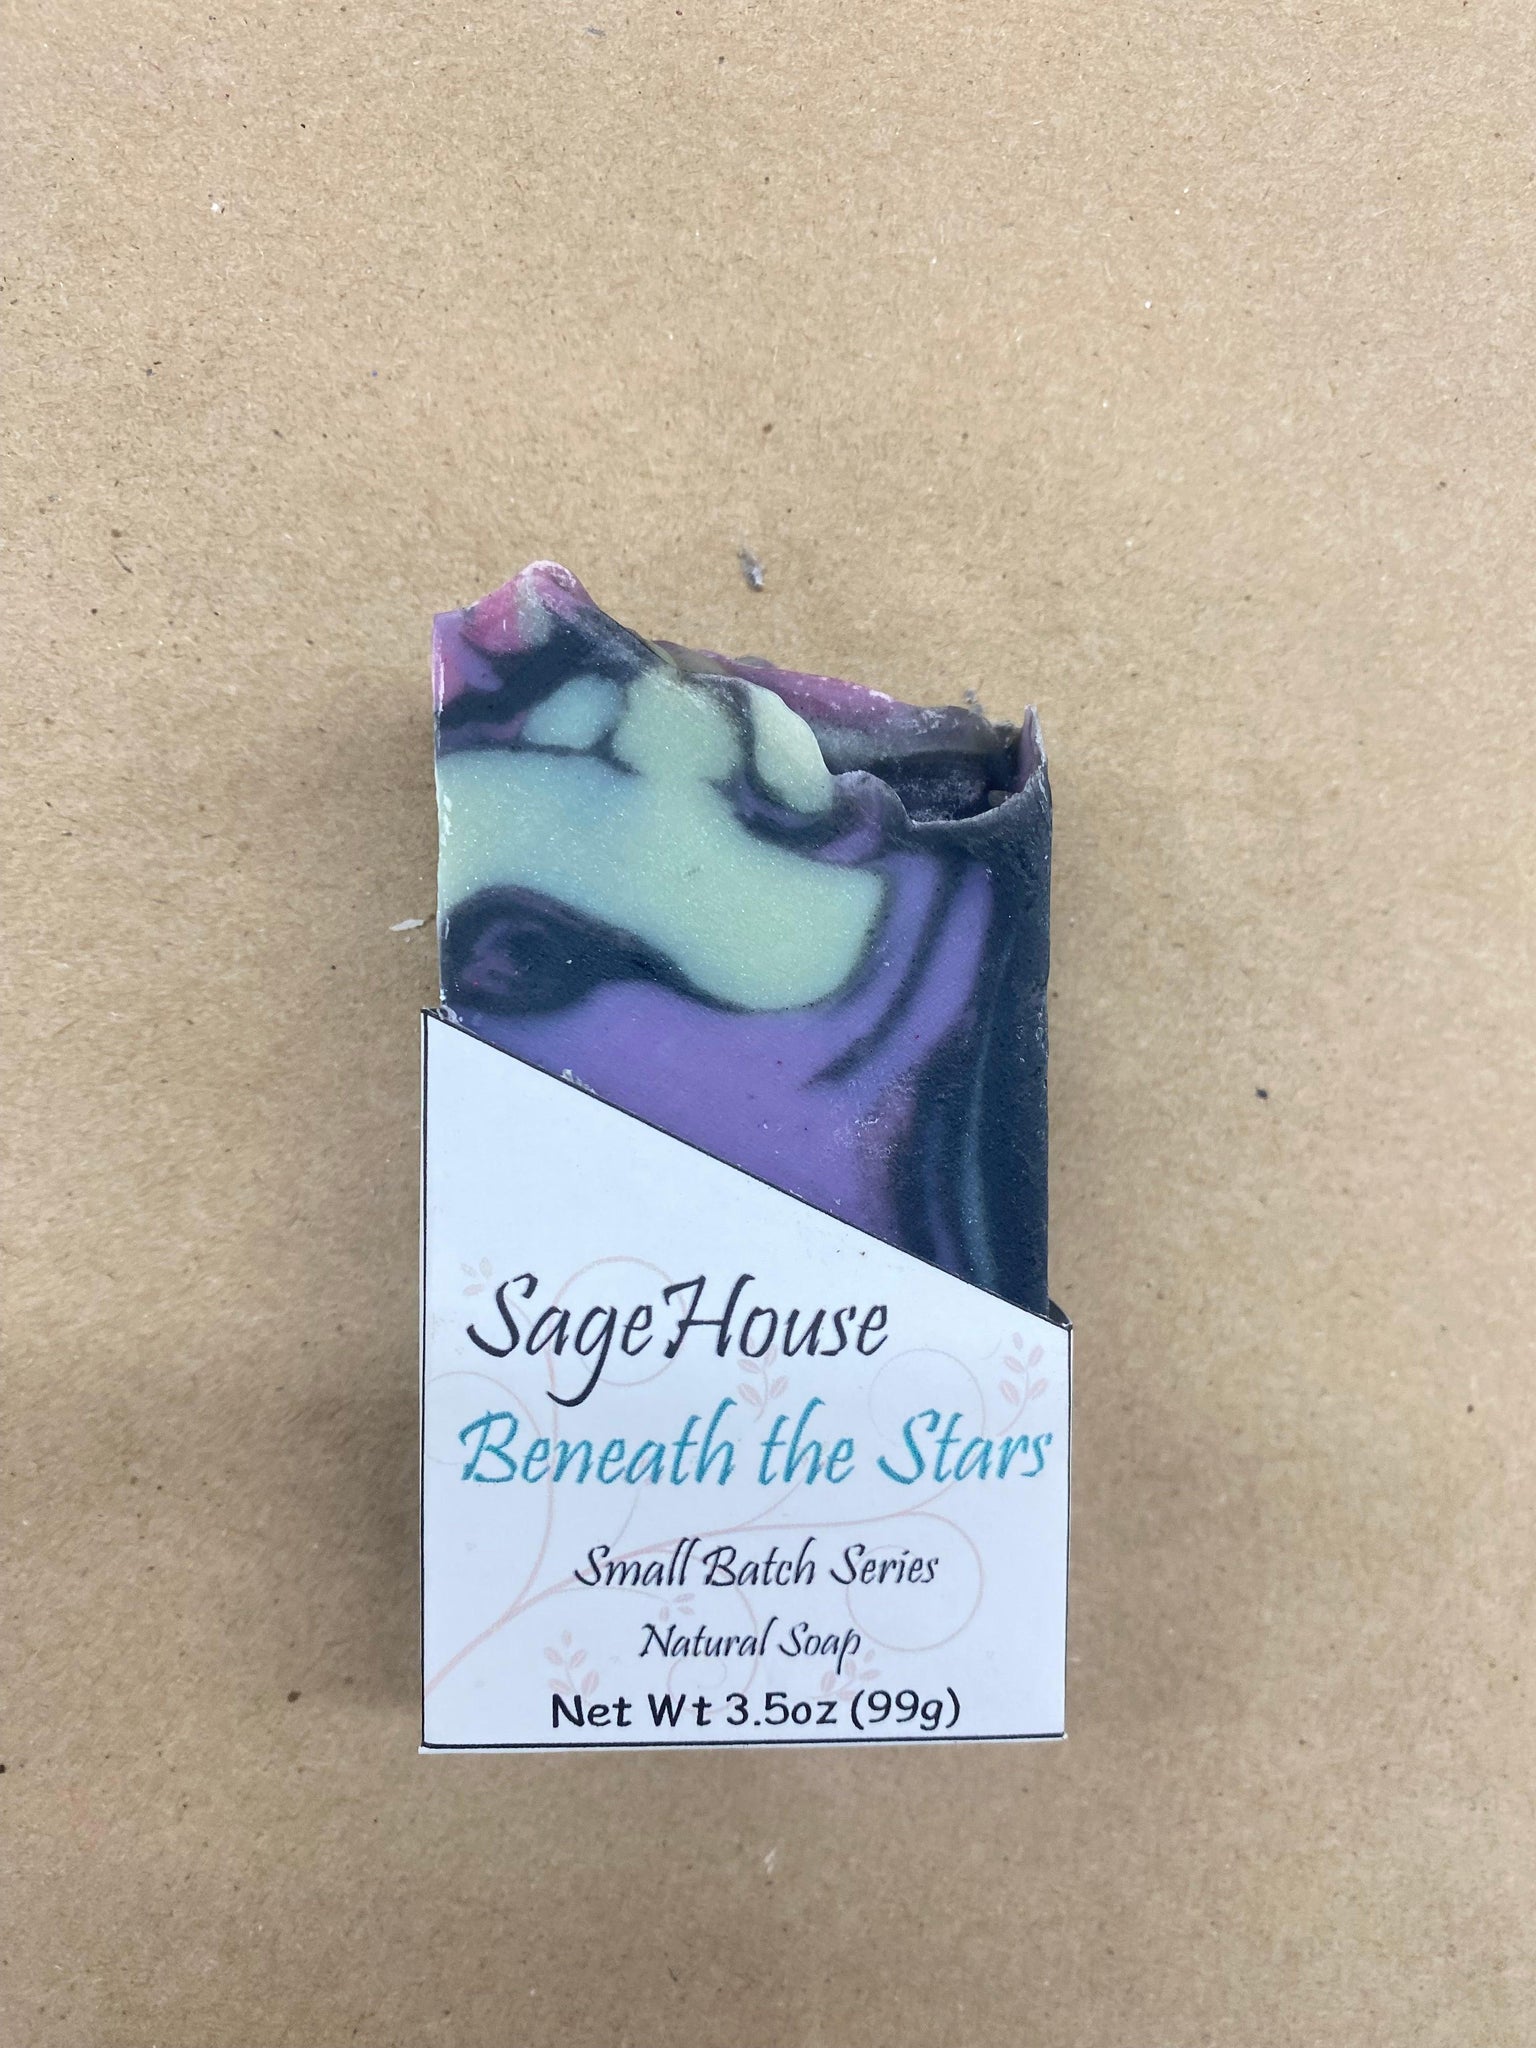 SageHouse
Beneath the Stars
Small Batch Series
Natural Soap
Net Wt 3.5oz (99g)